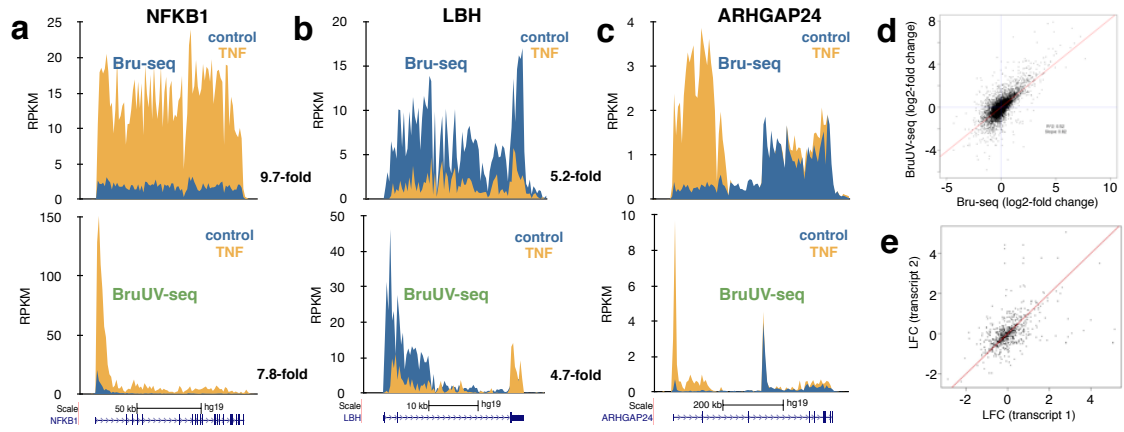 a
NFKB1
25
20
15
10
5
0
RPKM
control
TNF
Bru-seq
9.7-fold
150
100
50
0
RPKM
control
TNF
BruUV-seq
7.8-fold
Scale
50 kb
hg19
NFKB1
b
LBH
20
15
10
5
0
RPKM
control
TNF
Bru-seq
5.2-fold
50
40
30
20
10
0
RPKM
control
TNF
BruUV-seq
4.7-fold
Scale
10 kb
hg19
LBH
c
ARHGAP24
4
3
2
1
0
RPKM
control
TNF
Bru-seq
10
8
6
4
2
0
RPKM
control
TNF
BruUV-seq
Scale
200 kb
hg19
ARHGAP24
d
BruUV-seq (log2-fold change)
8
4
0
-4
-5
0
5
10
Bru-seq (log2-fold change)
e
LFC (transcript 2)
4
2
0
-2
-2
0
2
4
LFC (transcript 1)